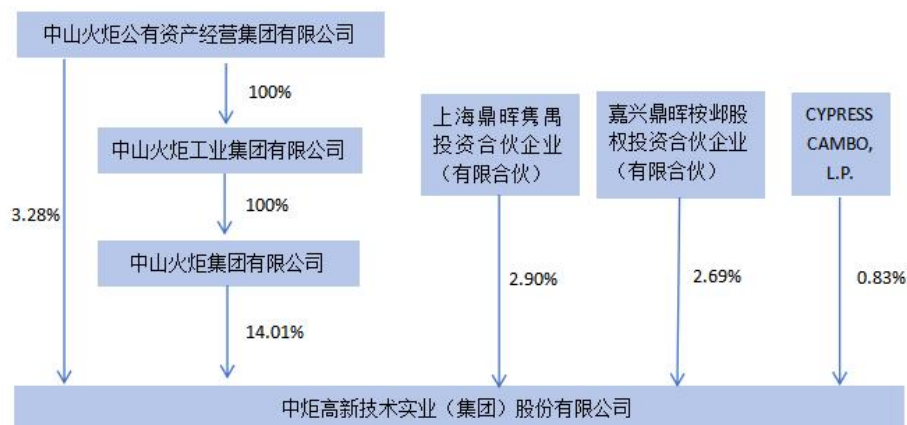 中山火炬公有资产经营集团有限公司
100%
中山火炬工业集团有限公司
100%
中山火炬集团有限公司
3.28%
14.01%
上海鼎晖隽禺
投资合伙企业
（有限合伙）
2.90%
嘉兴鼎晖桉邺股
权投资合伙企业
（有限合伙）
2.69%
CYPRESS
CAMBO,
L.P.
0.83%
中炬高新技术实业（集团）股份有限公司